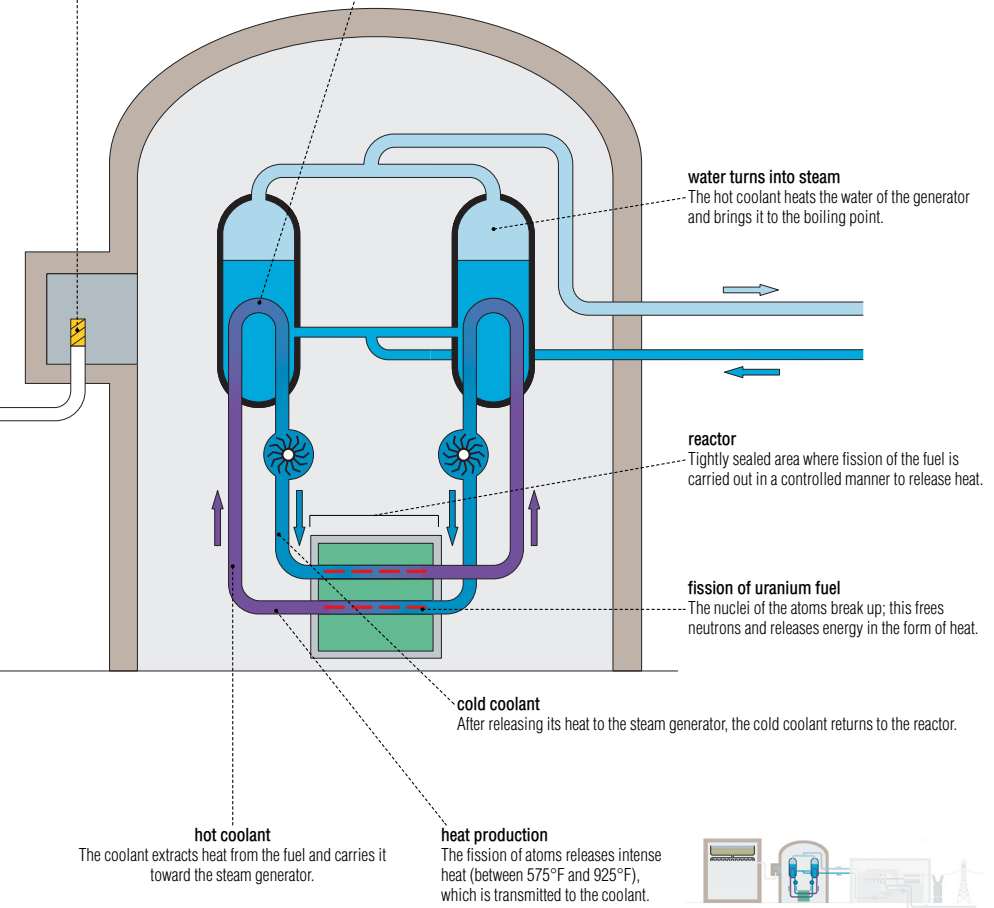 water turns into steam
The hot coolant heats the water of the generator
and brings it to the boiling point.
reactor
Tightly sealed area where fission of the fuel is
carried out in a controlled manner to release heat.
fission of uranium fuel
The nuclei of the atoms break up; this frees
neutrons and releases energy in the form of heat.
cold coolant
After releasing its heat to the steam generator, the cold coolant returns to the reactor.
hot coolant
The coolant extracts heat from the fuel and carries it
toward the steam generator.
heat production
The fission of atoms releases intense
heat (between 575°F and 925°F),
which is transmitted to the coolant.